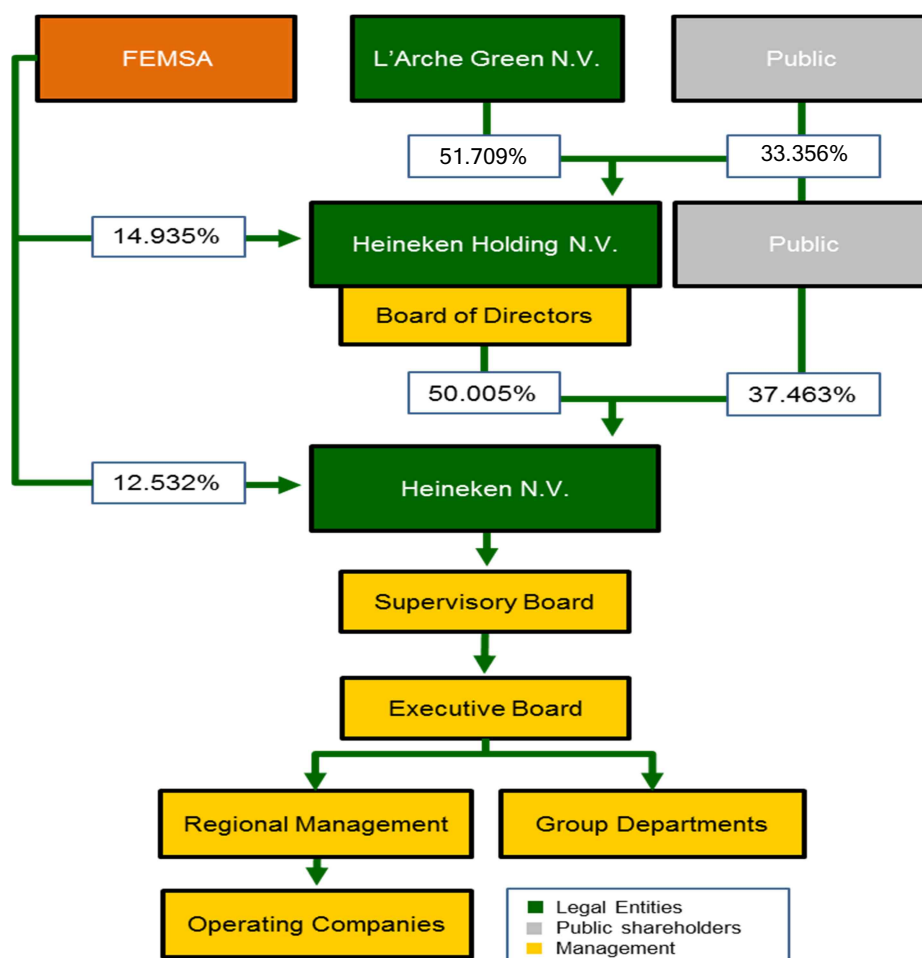 FEMSA
L'Arche Green N.V.
Public
51.709%
33.356%
14.935%
Heineken Holding N.V.
Public
Board of Directors
50.005%
37.463%
12.532%
Heineken N.V.
Supervisory Board
Executive Board
Regional Management
Group Departments
Operating Companies
Legal Entities
Public shareholders
Management